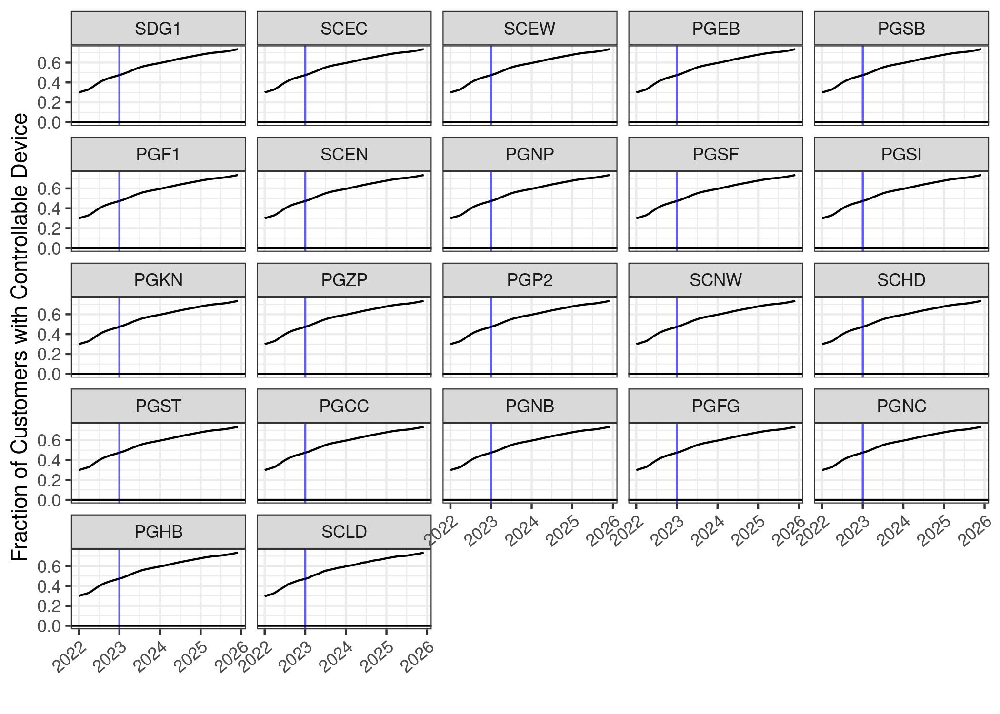 SDG1 SCEC SCEW PGEB PGSB
0.6
0.4
0.2
0.0
PGF1 SCEN PGNP PGSF PGSI
0.6
0.4
0.2
0.0
PGKN PGZP PGP2 SCNW SCHD
0.6
0.4
0.2
0.0
PGST PGCC PGNB PGFG PGNC
0.6
0.4
0.2
0.0
2022 2023 2024 2025 2026 2022 2023 2024 2025 2026 2022 2023 2024 2025 2026
PGHB SCLD
0.6
0.4
0.2
0.0
2022 2023 2024 2025 2026 2022 2023 2024 2025 2026
Fraction of Customers with Controllable Device